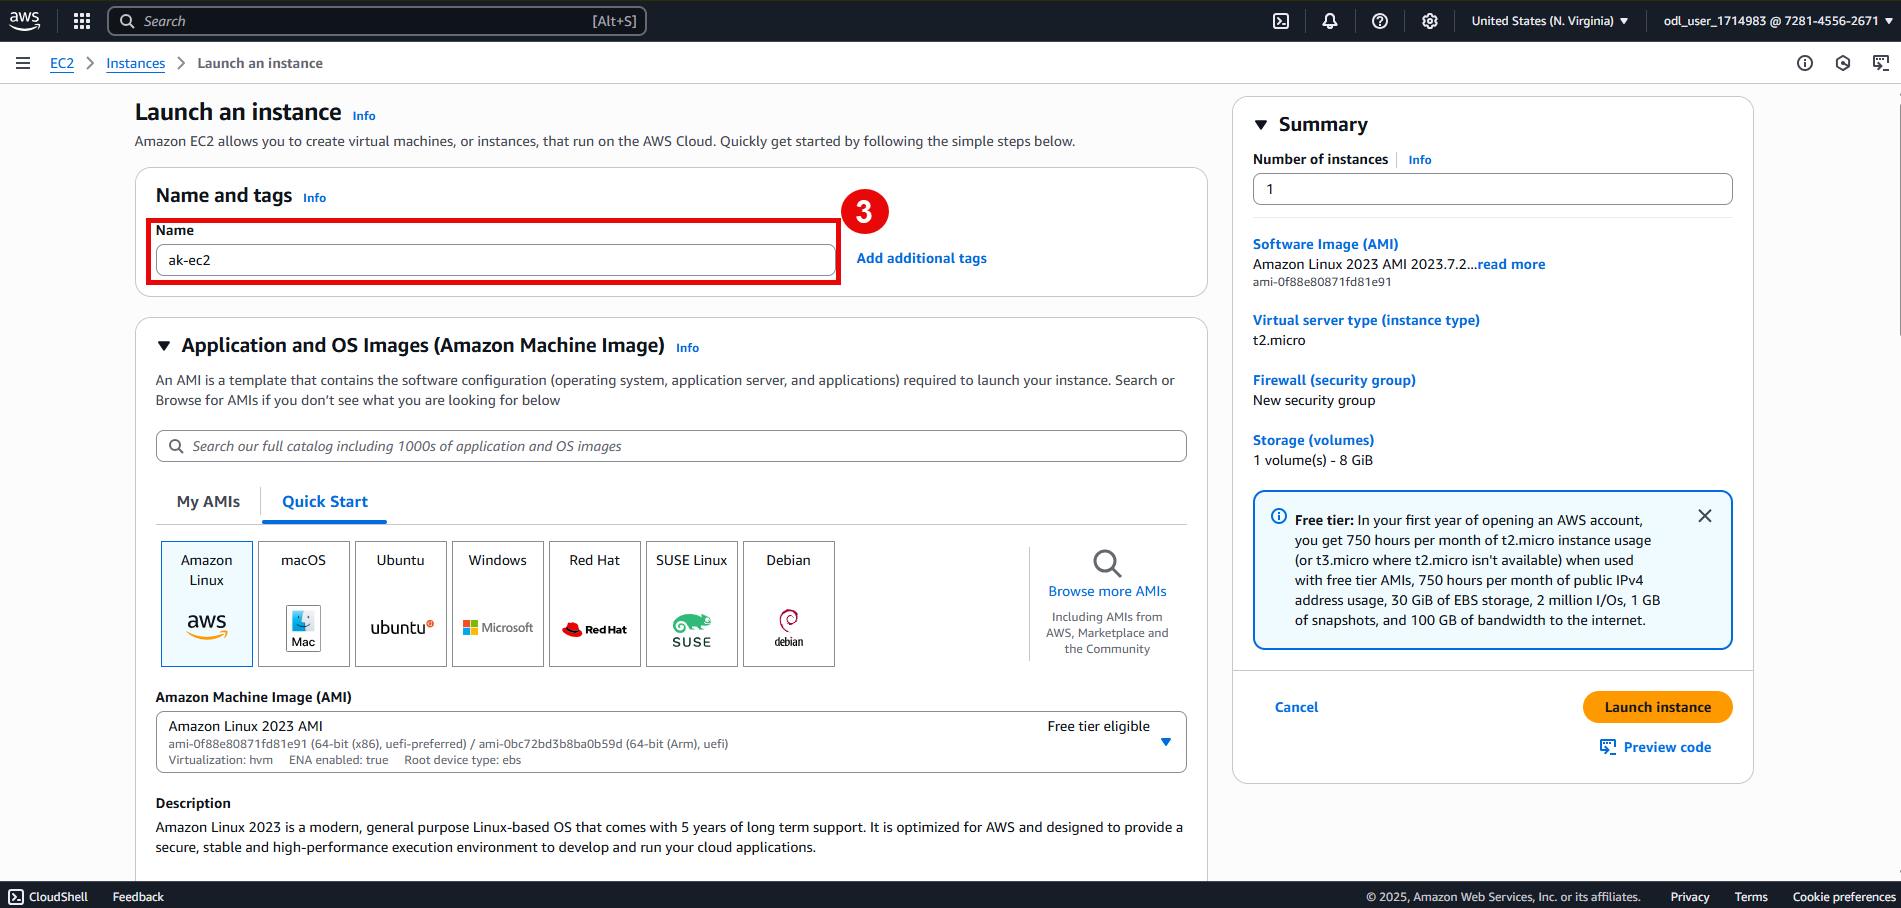 aws
Search
[Alt+S]
United States (N. Virginia)
odl_user_1714983 @ 7281-4556-2671
EC2
Instances
Launch an instance
Launch an instance Info
Amazon EC2 allows you to create virtual machines, or instances, that run on the AWS Cloud. Quickly get started by following the simple steps below.
Name and tags Info
3
Name
ak-ec2
Add additional tags
Application and OS Images (Amazon Machine Image) Info
An AMI is a template that contains the software configuration (operating system, application server, and applications) required to launch your instance. Search or
Browse for AMIs if you don't see what you are looking for below
Search our full catalog including 1000s of application and OS images
My AMIs
Quick Start
Amazon
Linux
aws
macOS
Mac
Ubuntu
ubuntu
Windows
Microsoft
Red Hat
Red Hat
SUSE Linux
SUSE
Debian
debian
Browse more AMIs
Including AMIs from
AWS, Marketplace and
the Community
Amazon Machine Image (AMI)
Amazon Linux 2023 AMI
Free tier eligible
ami-0f88e80871fd81e91 (64-bit (x86), uefi-preferred) / ami-0bc72bd3b8ba0b59d (64-bit (Arm), uefi)
Virtualization: hvm ENA enabled: true Root device type: ebs
Description
Amazon Linux 2023 is a modern, general purpose Linux-based OS that comes with 5 years of long term support. It is optimized for AWS and designed to provide a
secure, stable and high-performance execution environment to develop and run your cloud applications.
Summary
Number of instances Info
1
Software Image (AMI)
Amazon Linux 2023 AMI 2023.7.2...read more
ami-0f88e80871fd81e91
Virtual server type (instance type)
t2.micro
Firewall (security group)
New security group
Storage (volumes)
1 volume(s) - 8 GiB
Free tier: In your first year of opening an AWS account,
you get 750 hours per month of t2.micro instance usage
(or t3.micro where t2.micro isn't available) when used
with free tier AMIs, 750 hours per month of public IPv4
address usage, 30 GiB of EBS storage, 2 million I/Os, 1 GB
of snapshots, and 100 GB of bandwidth to the internet.
Cancel
Launch instance
Preview code
CloudShell
Feedback
© 2025, Amazon Web Services, Inc. or its affiliates.
Privacy
Terms
Cookie preferences